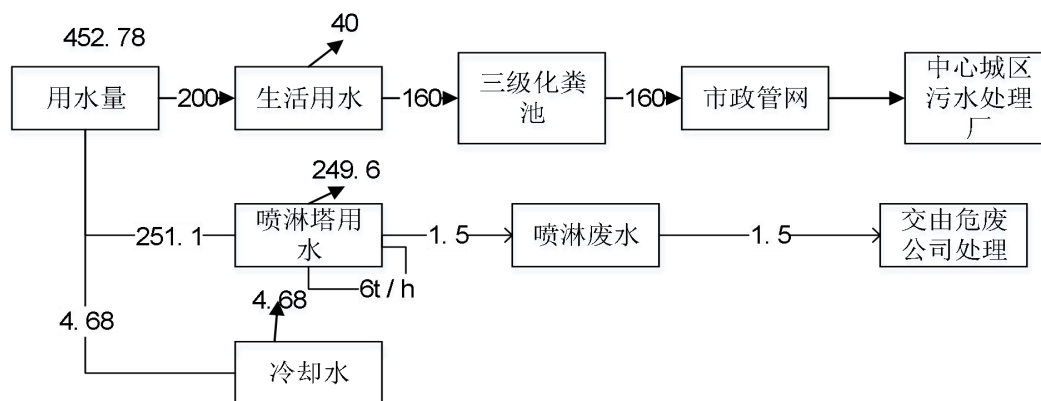 452.78
40
用水量
200
生活用水
160
三级化粪
池
160
市政管网
中心城区
污水处理
厂
249.6
251.1
喷淋塔用
水
1.5
喷淋废水
1.5
交由危废
公司处理
6t/h
4.68
4.68
冷却水